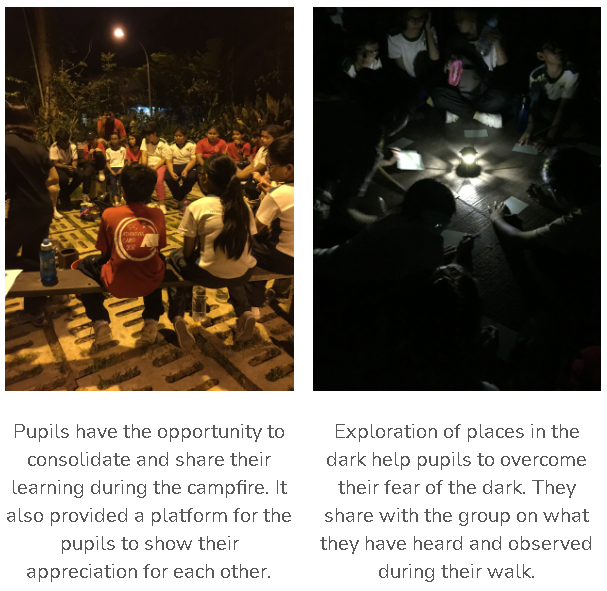 Pupils have the opportunity to
consolidate and share their
learning during the campfire. It
also provided a platform for the
pupils to show their
appreciation for each other.
Exploration of places in the
dark help pupils to overcome
their fear of the dark. They
share with the group on what
they have heard and observed
during their walk.